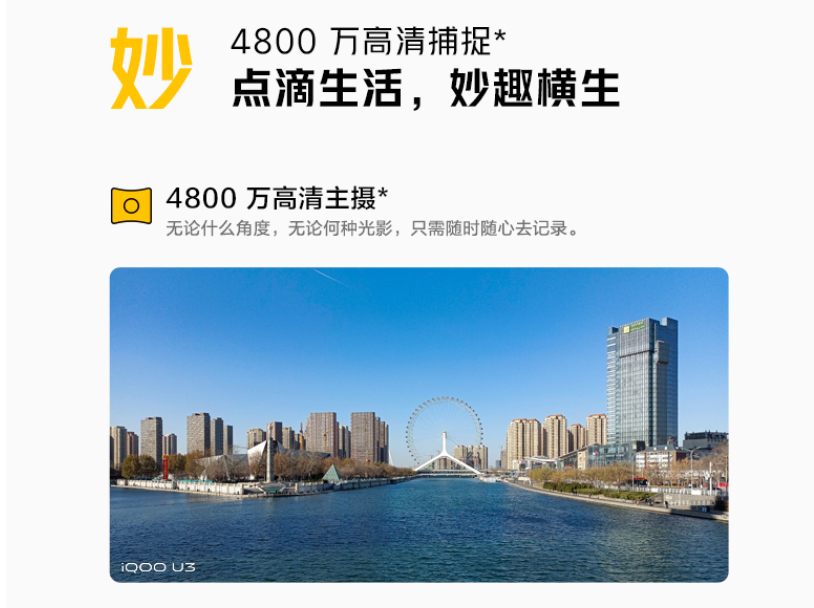 妙
4800 万高清捕捉*
点滴生活，妙趣横生
4800 万高清主摄*
无论什么角度，无论何种光影，只需随时随心去记录。
iQOO U3